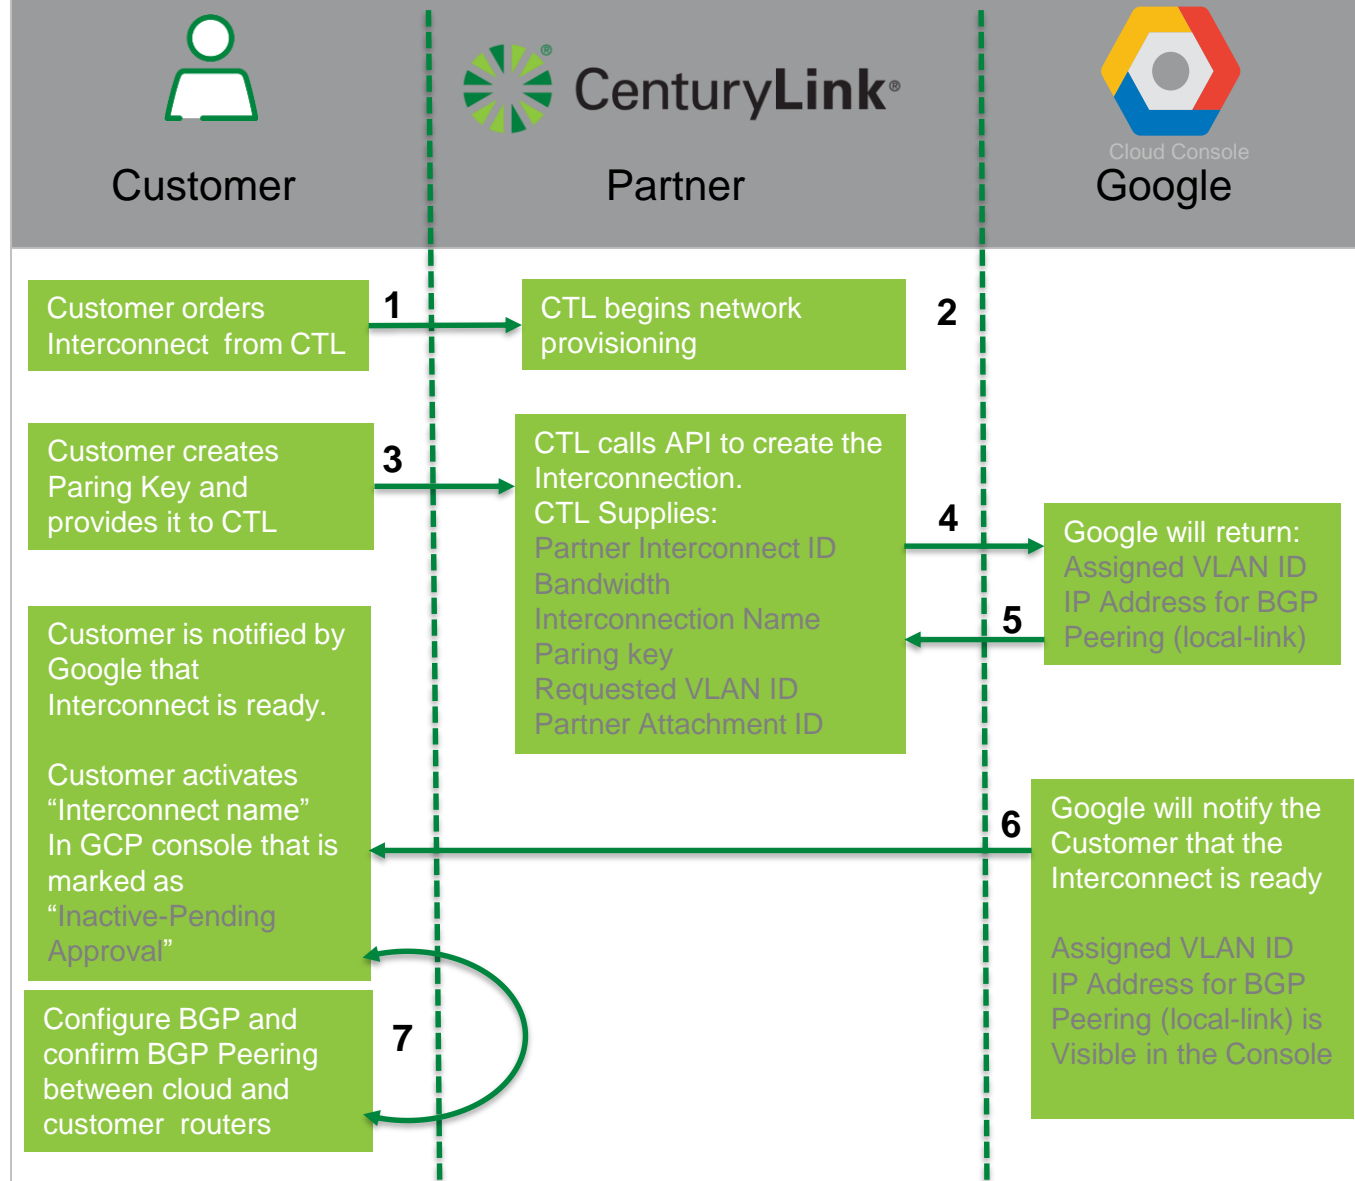 CenturyLink®
Cloud Console
Customer
Partner
Google
Customer orders
Interconnect from CTL
1
CTL begins network
provisioning
2
Customer creates
Paring Key and
provides it to CTL
3
CTL calls API to create the
Interconnection.
CTL Supplies:
Partner Interconnect ID
Bandwidth
Interconnection Name
Paring key
Requested VLAN ID
Partner Attachment ID
4
Google will return:
Assigned VLAN ID
IP Address for BGP
Peering (local-link)
5
Customer is notified by
Google that
Interconnect is ready.
Customer activates
“Interconnect name”
In GCP console that is
marked as
“Inactive-Pending
Approval”
6
Google will notify the
Customer that the
Interconnect is ready
Assigned VLAN ID
IP Address for BGP
Peering (local-link) is
Visible in the Console
Configure BGP and
confirm BGP Peering
between cloud and
customer routers
7